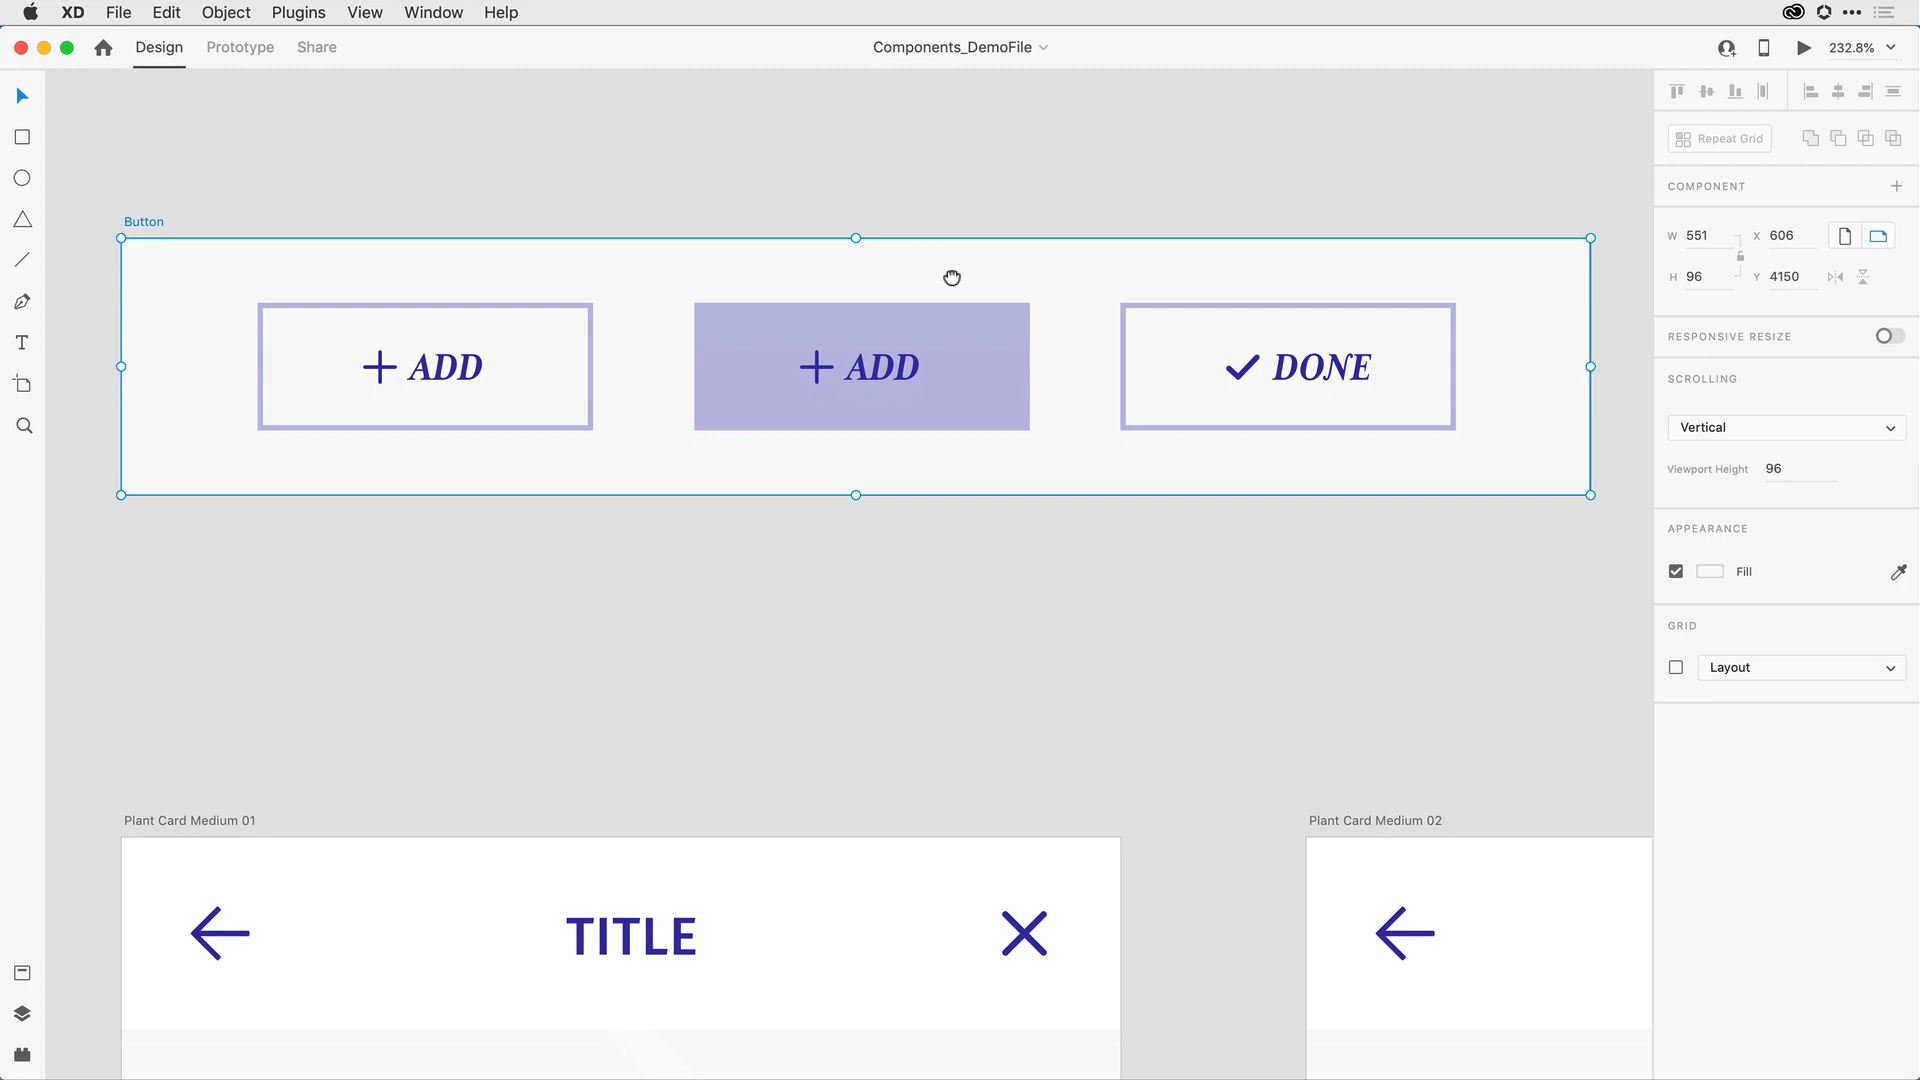 XD File Edit Object Plugins View Window Help
Design Prototype Share
Components_DemoFile
232.8%
Repeat Grid
COMPONENT
Button
W 551 X 606
H 96 Y 4150
RESPONSIVE RESIZE
ADD ADD DONE
SCROLLING
Vertical
Viewport Height 96
APPEARANCE
Fill
GRID
Layout
Plant Card Medium 01 Plant Card Medium 02
TITLE
T